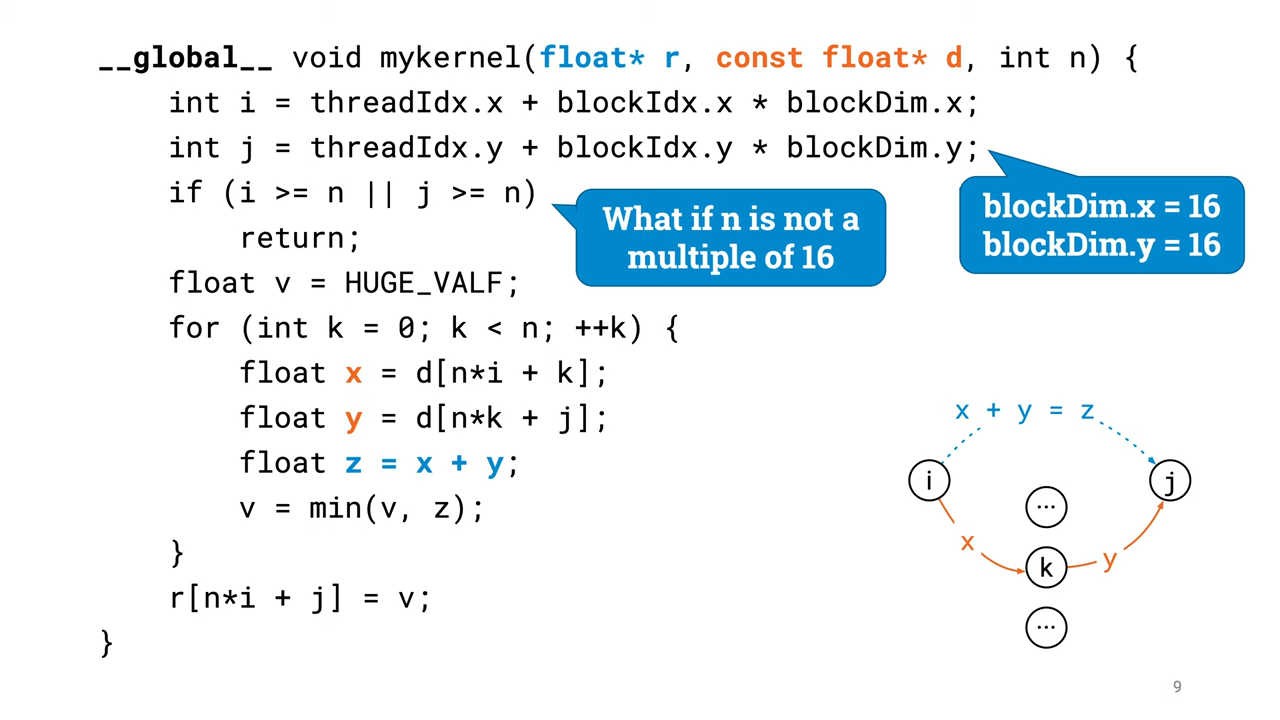 __global__ void mykernel(float* r, const float* d, int n) {
    int i = threadIdx.x + blockIdx.x * blockDim.x;
    int j = threadIdx.y + blockIdx.y * blockDim.y;
    if (i >= n || j >= n)
        return;
    float v = HUGE_VALF;
    for (int k = 0; k < n; ++k) {
        float x = d[n*i + k];
        float y = d[n*k + j];
        float z = x + y;
        v = min(v, z);
    }
    r[n*i + j] = v;
}
What if n is not a
multiple of 16
blockDim.x = 16
blockDim.y = 16
x + y = z
i
j
...
x
y
k
...
9